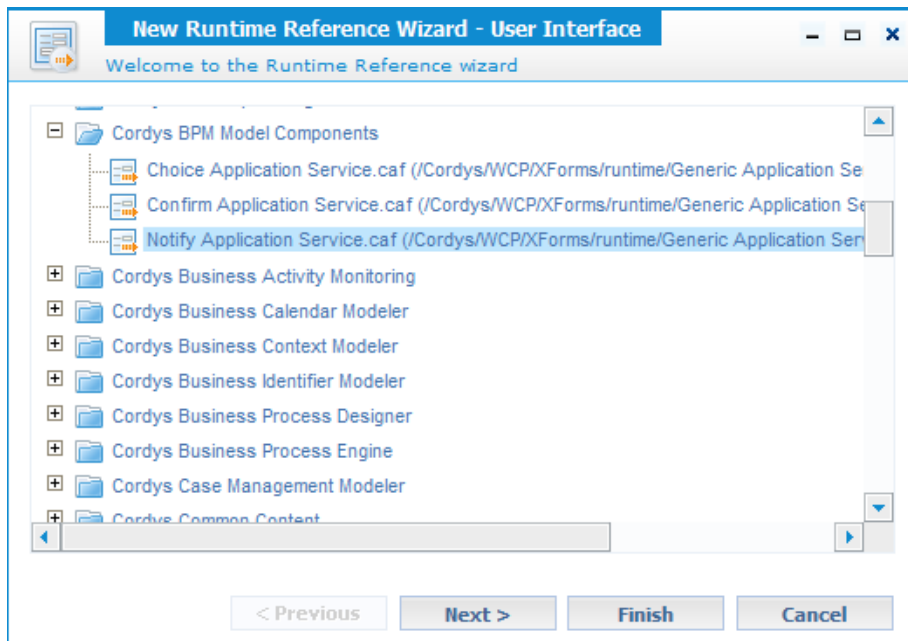 New Runtime Reference Wizard - User Interface
Welcome to the Runtime Reference wizard
Cordys BPM Model Components
Choice Application Service.caf (/Cordys/WCP/XForms/runtime/Generic Application Se
Confirm Application Service.caf (/Cordys/WCP/XForms/runtime/Generic Application Se
Notify Application Service.caf (/Cordys/WCP/XForms/runtime/Generic Application Ser
Cordys Business Activity Monitoring
Cordys Business Calendar Modeler
Cordys Business Context Modeler
Cordys Business Identifier Modeler
Cordys Business Process Designer
Cordys Business Process Engine
Cordys Case Management Modeler
Cordys Common Content
< Previous Next > Finish Cancel